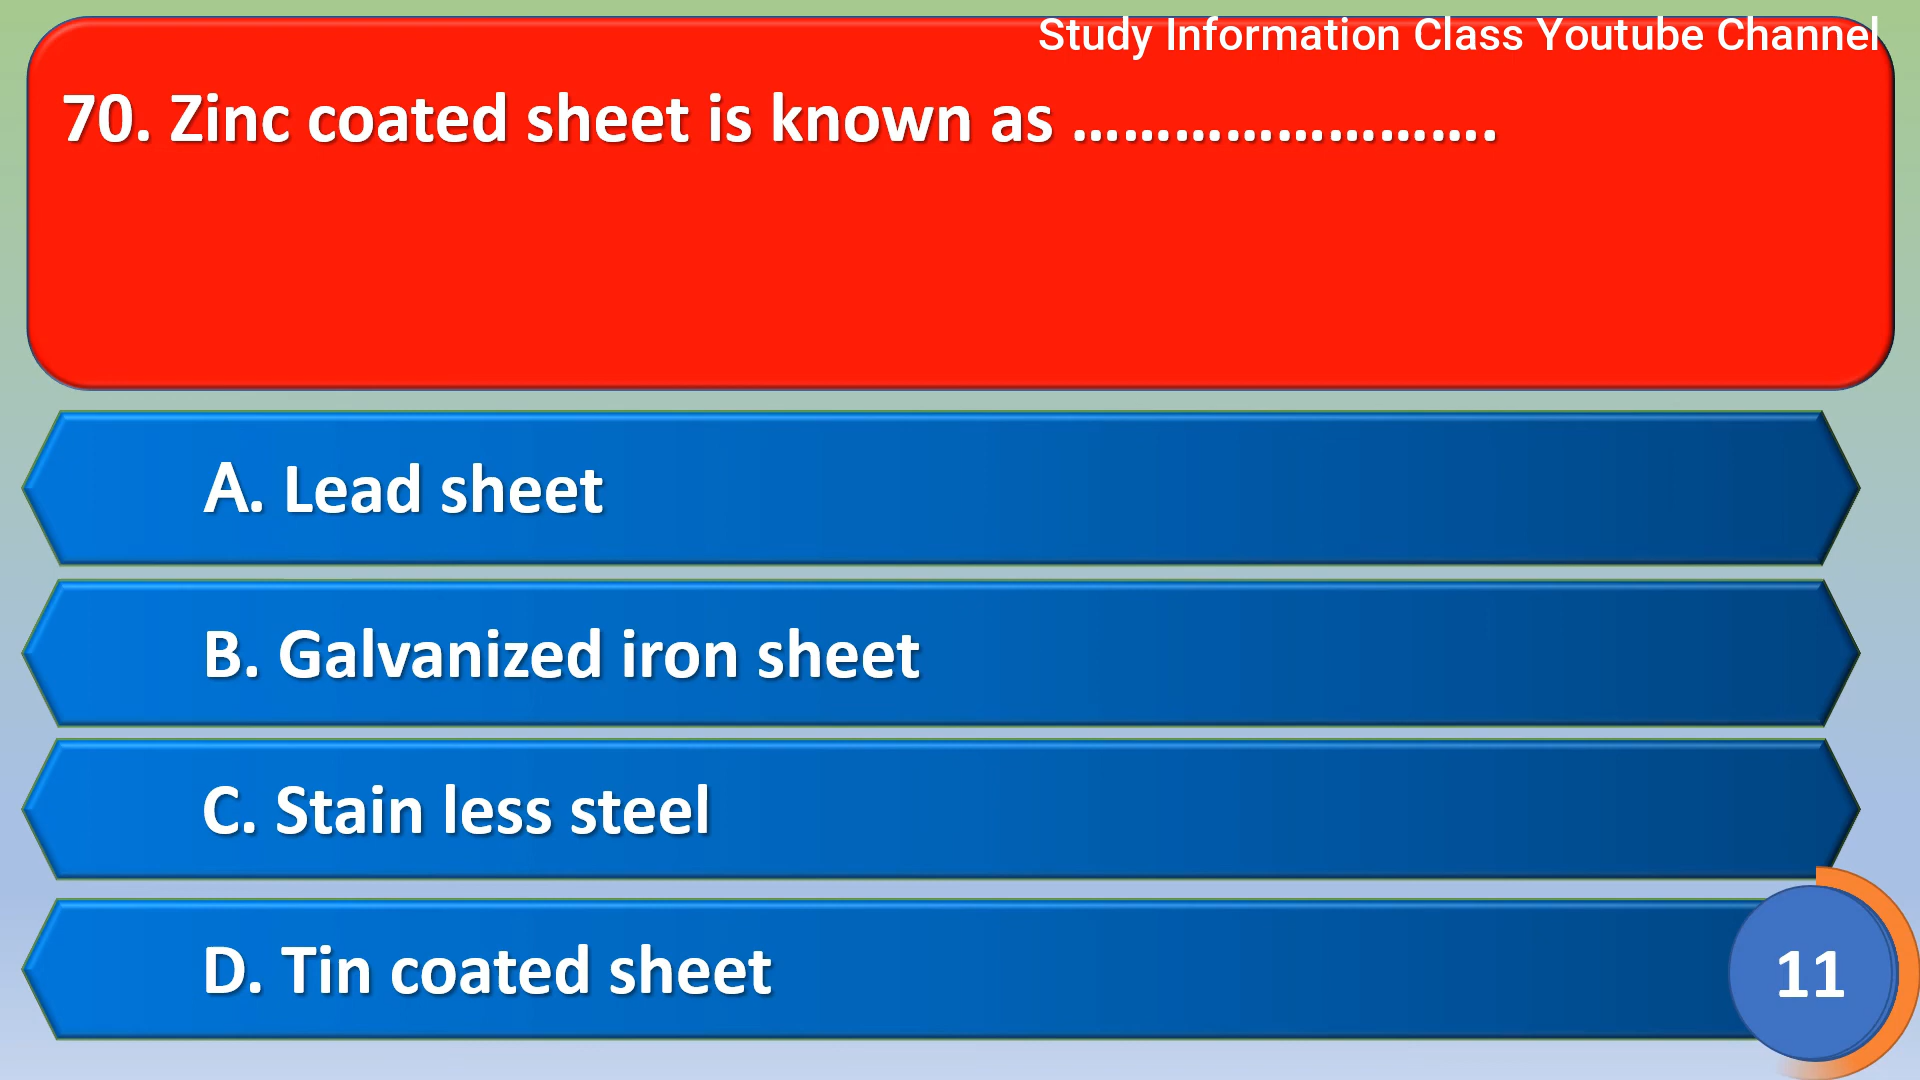 Study Information Class Youtube Channel
70. Zinc coated sheet is known as …………………….
A. Lead sheet
B. Galvanized iron sheet
C. Stain less steel
D. Tin coated sheet
11